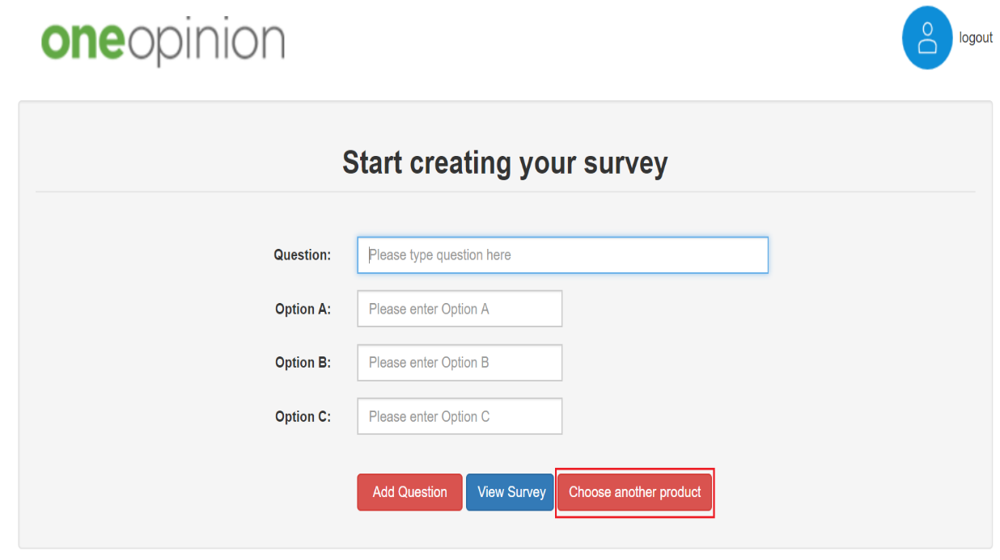 oneopinion
logout
Start creating your survey
Question: Please type question here
Option A: Please enter Option A
Option B: Please enter Option B
Option C: Please enter Option C
Add Question View Survey Choose another product